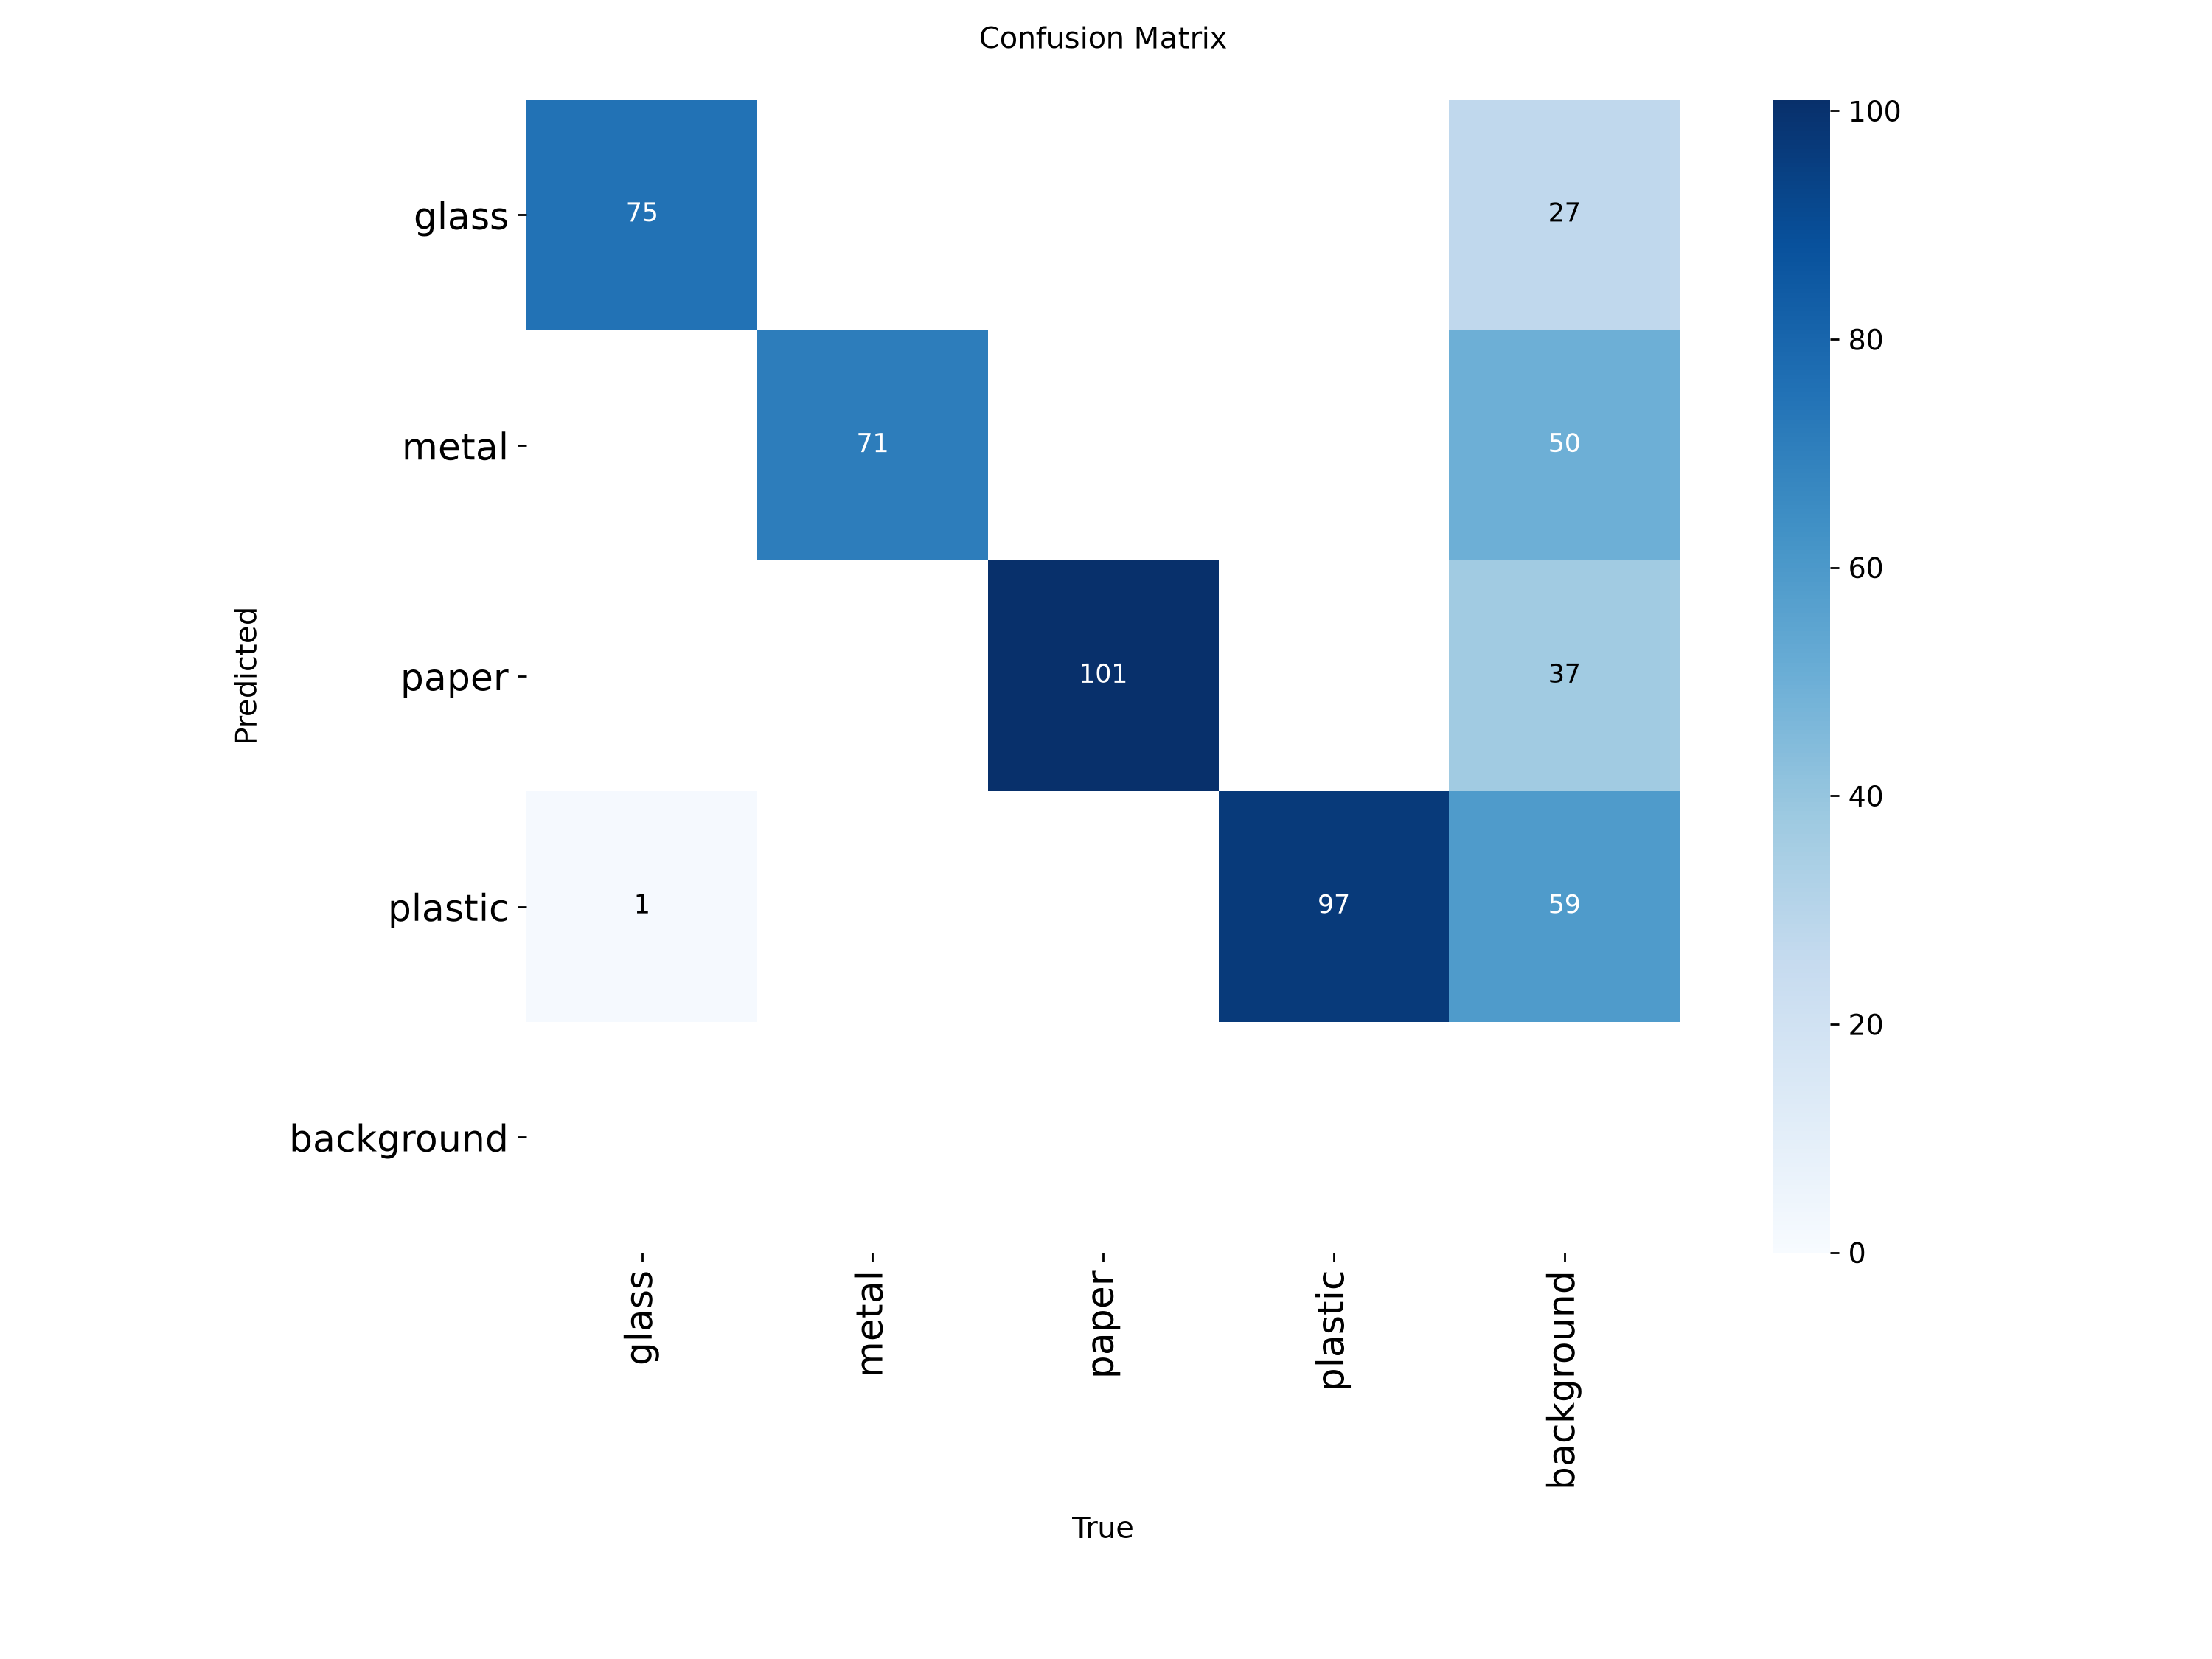 Confusion Matrix
glass
75
27
metal
71
50
paper
101
37
plastic
1
97
59
background
glass
metal
paper
plastic
background
Predicted
True
100
80
60
40
20
0